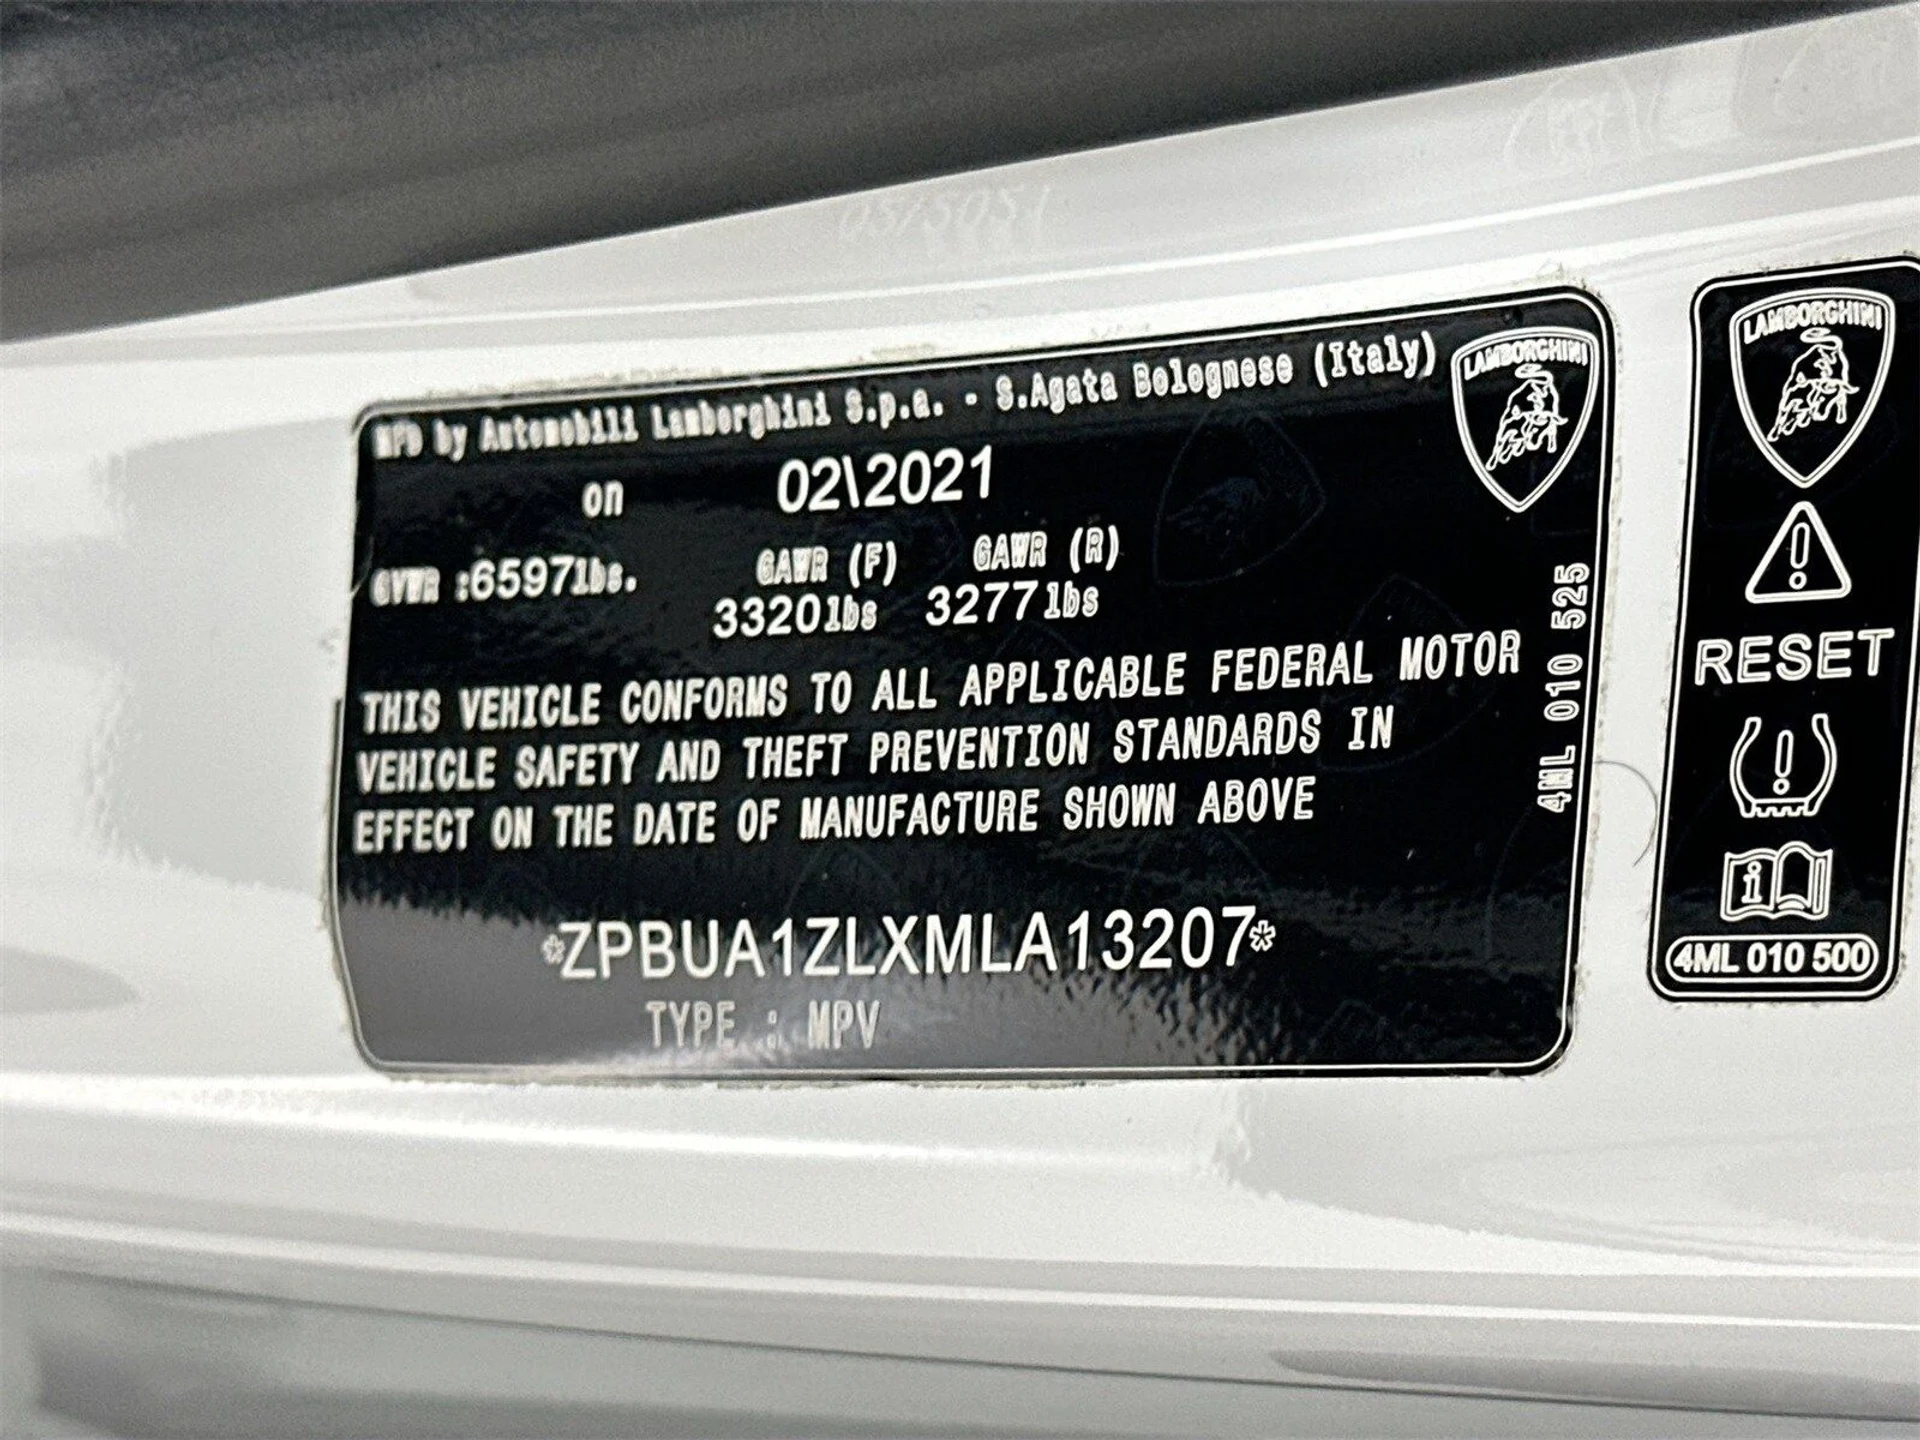 MFD by Automobili Lamborghini S.p.a. - S.Agata Bolognese (Italy)
on 02\2021
GVWR :6597lbs. GAWR (F) GAWR (R)
3320lbs 3277lbs
THIS VEHICLE CONFORMS TO ALL APPLICABLE FEDERAL MOTOR
VEHICLE SAFETY AND THEFT PREVENTION STANDARDS IN
EFFECT ON THE DATE OF MANUFACTURE SHOWN ABOVE
*ZPBUA1ZLXMLA13207*
TYPE : MPV
LAMBORGHINI
4ML 010 525
LAMBORGHINI
RESET
4ML 010 500